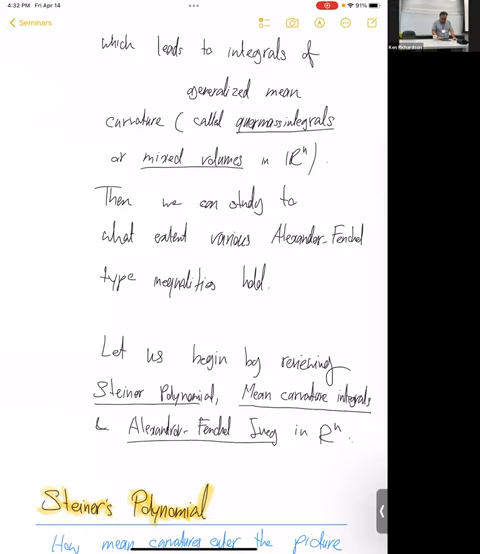 4:32 PM Fri Apr 14
91%
Seminars
Ken Richardson
which leads to integrals of
generalized mean
curvature ( called quermassintegrals
or mixed volumes in ℝⁿ).
Then we can study to
what extent various Alexandrov-Fenchel
type inequalities hold.
Let us begin by reviewing
Steiner Polynomial, Mean curvature integrals
& Alexandrov-Fenchel Ineq in ℝⁿ.
Steiner's Polynomial
How mean curvatures enter the picture